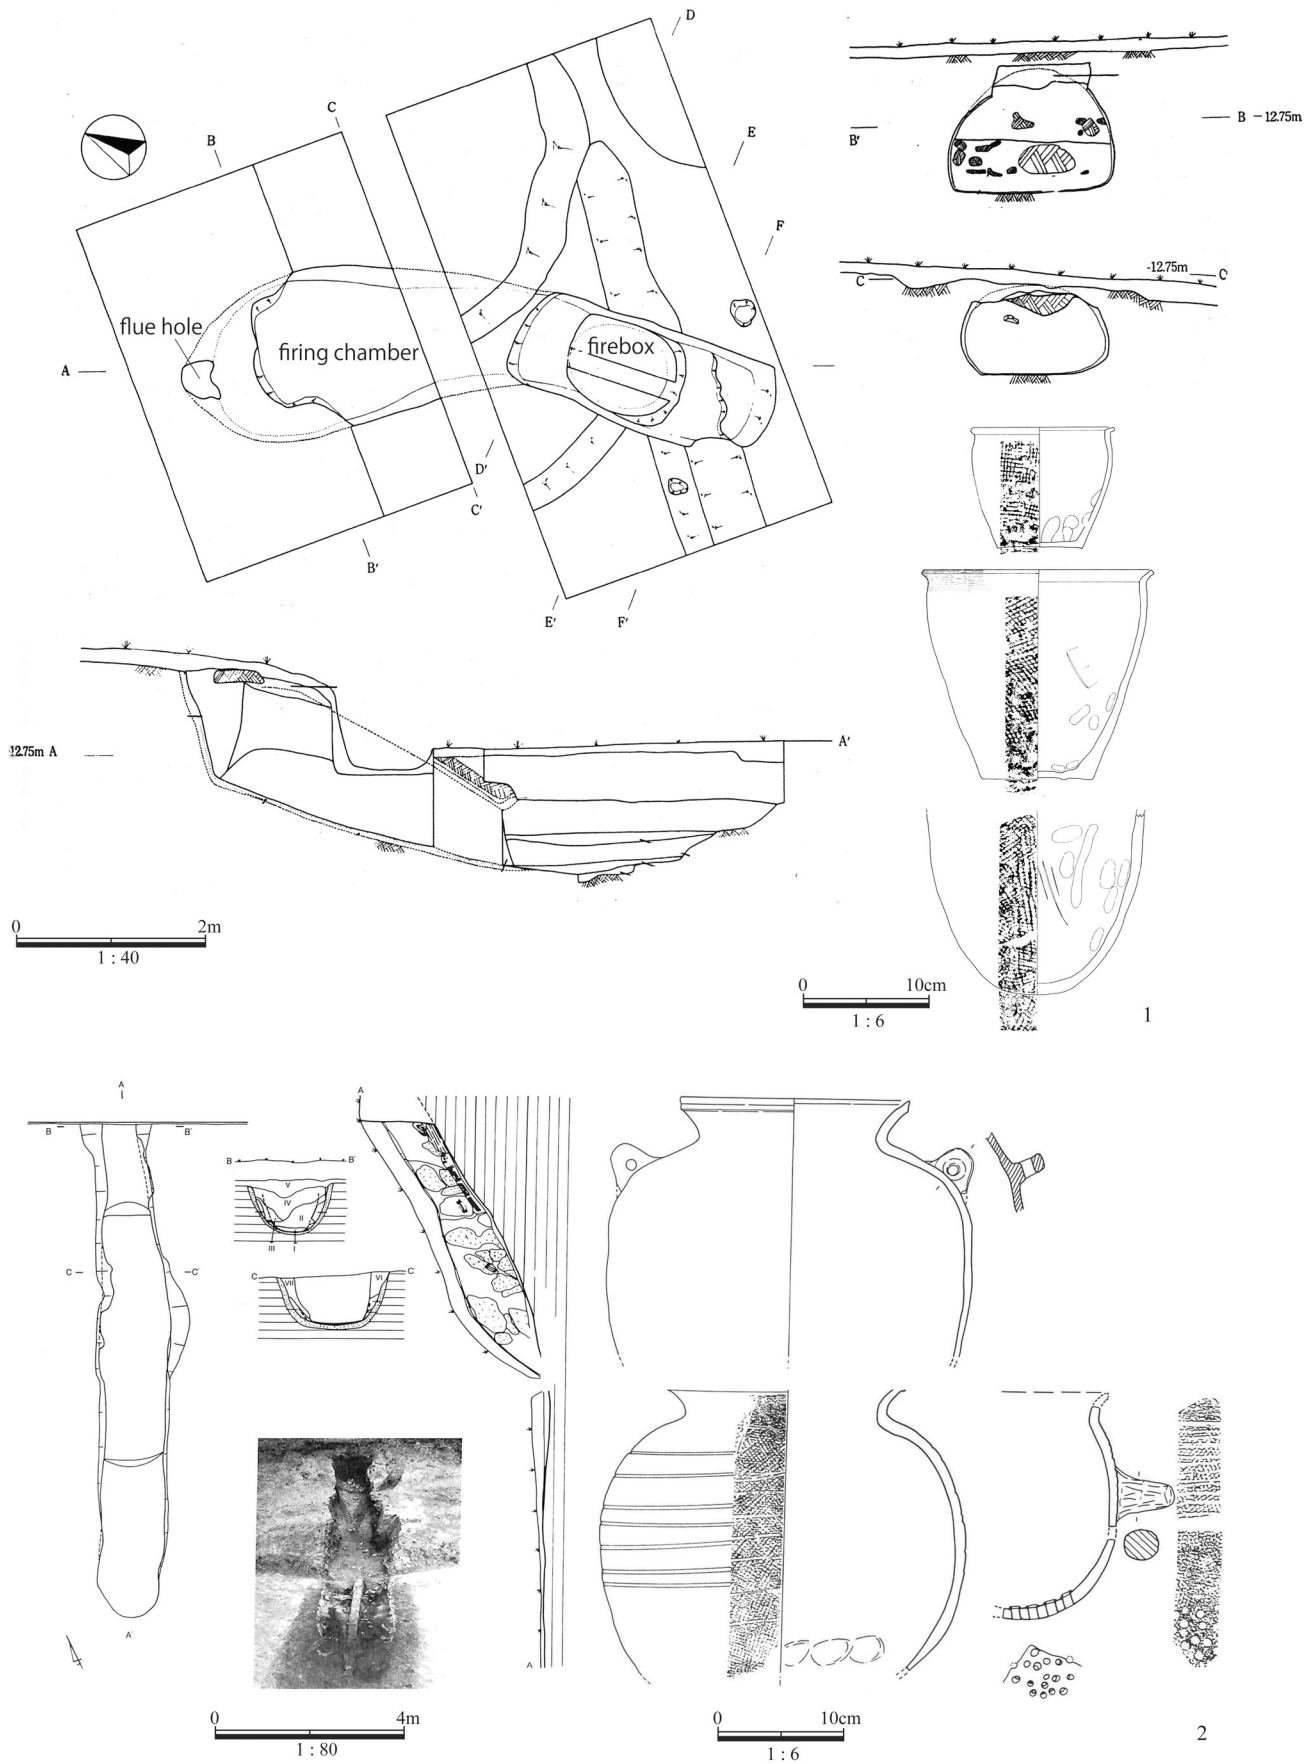 D
C
B
E
F
flue hole
firing chamber
firebox
A
D'
C'
B'
E'
F'
B'
B -12.75m
-12.75m
C
C'
12.75m A
A'
0 2m
1 : 40
0 10cm
1 : 6
1
A
B B'
C C'
A'
B B'
V
IV
II
III I
C C'
VII VI
A
A
0 4m
1 : 80
0 10cm
1 : 6
2